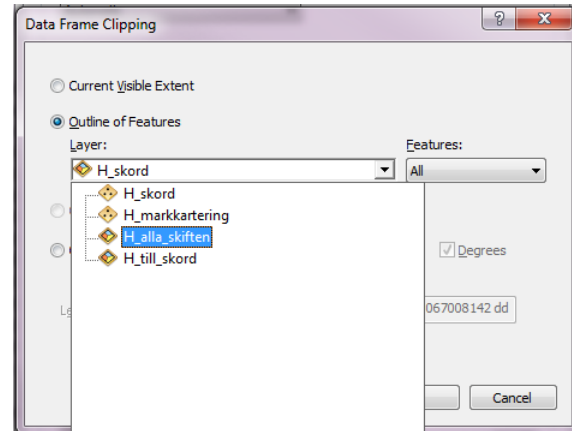 Data Frame Clipping
Current Visible Extent
Outline of Features
Layer:
Features:
H_skord
All
H_skord
H_markkartering
H_alla_skiften
H_till_skord
Degrees
067008142 dd
Cancel